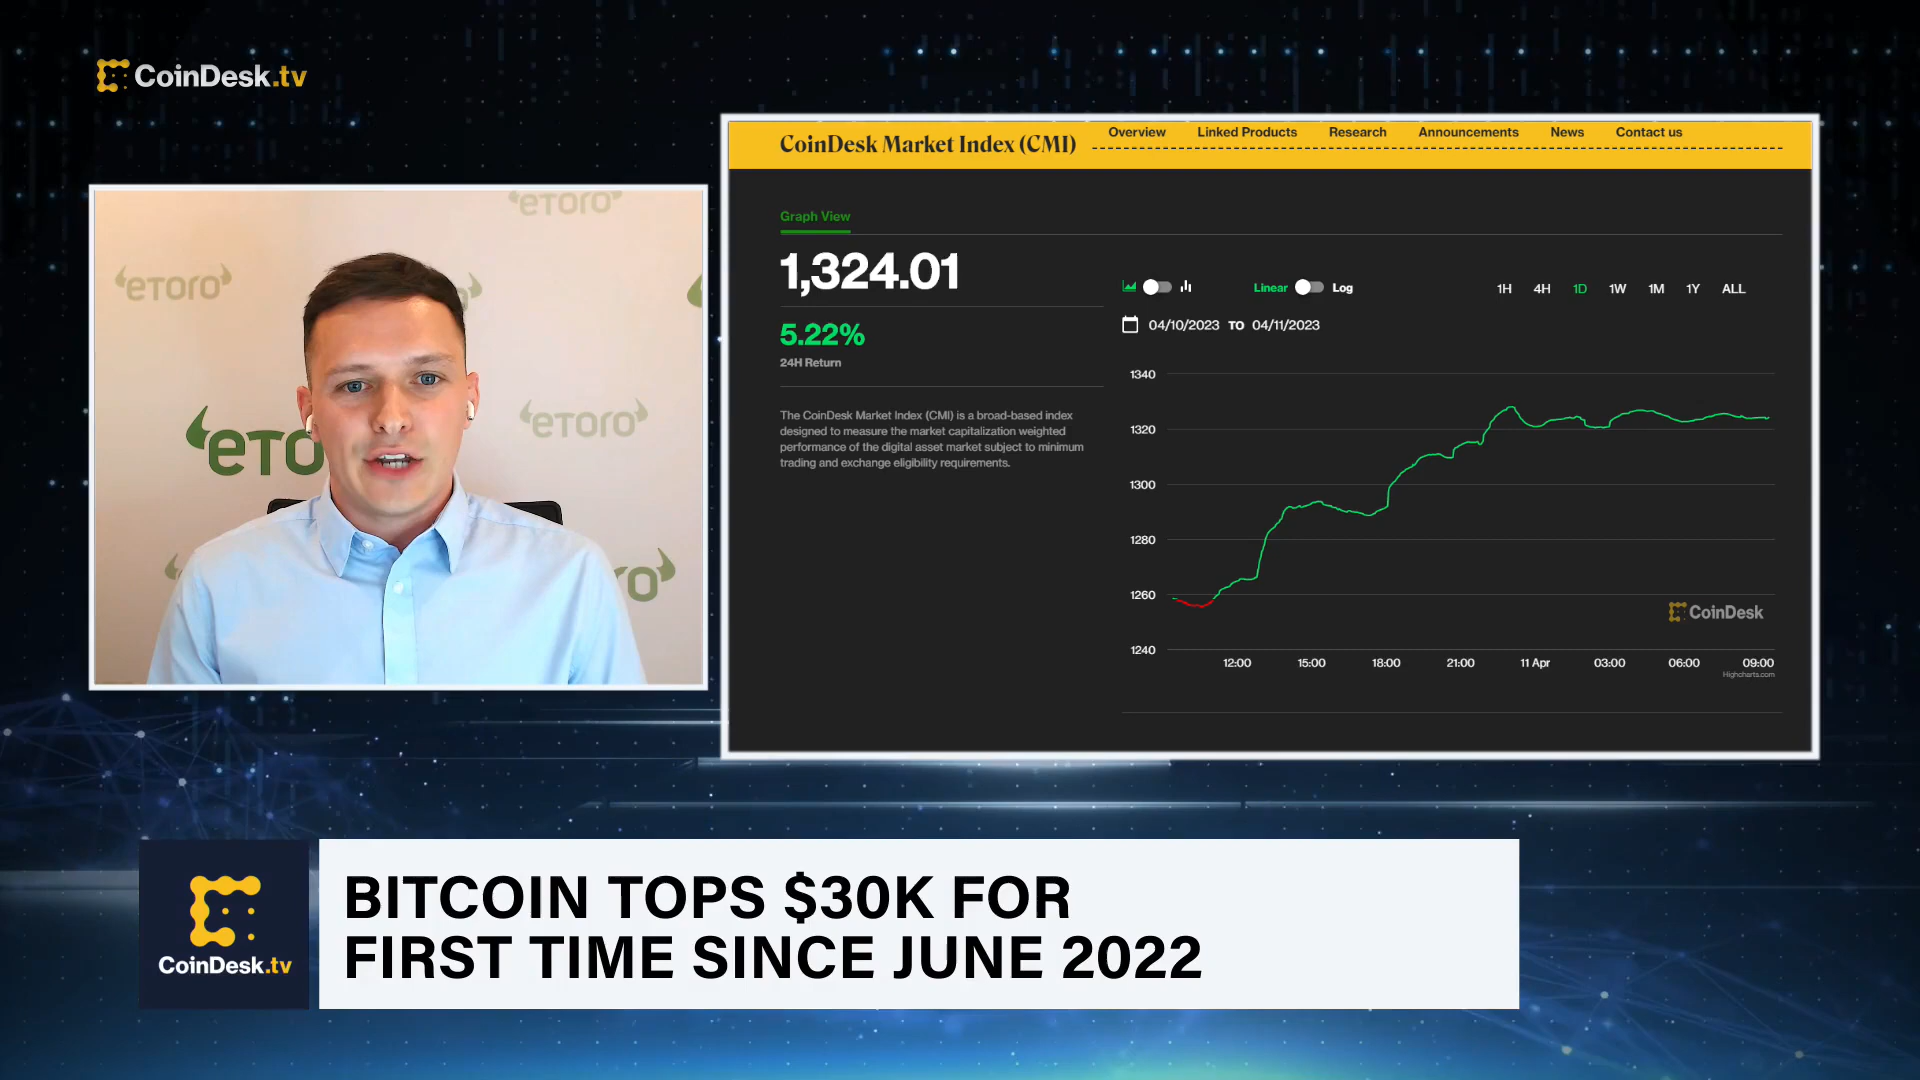 CoinDesk.tv
eTORO
eTORO
eTO
eTORO
CoinDesk Market Index (CMI)
Overview Linked Products Research Announcements News Contact us
Graph View
1,324.01
5.22%
24H Return
The CoinDesk Market Index (CMI) is a broad-based index
designed to measure the market capitalization weighted
performance of the digital asset market subject to minimum
trading and exchange eligibility requirements.
Linear Log
1H 4H 1D 1W 1M 1Y ALL
04/10/2023 TO 04/11/2023
1340
1320
1300
1280
1260
1240
CoinDesk
12:00 15:00 18:00 21:00 11 Apr 03:00 06:00 09:00
Highcharts.com
BITCOIN TOPS $30K FOR
FIRST TIME SINCE JUNE 2022
CoinDesk.tv